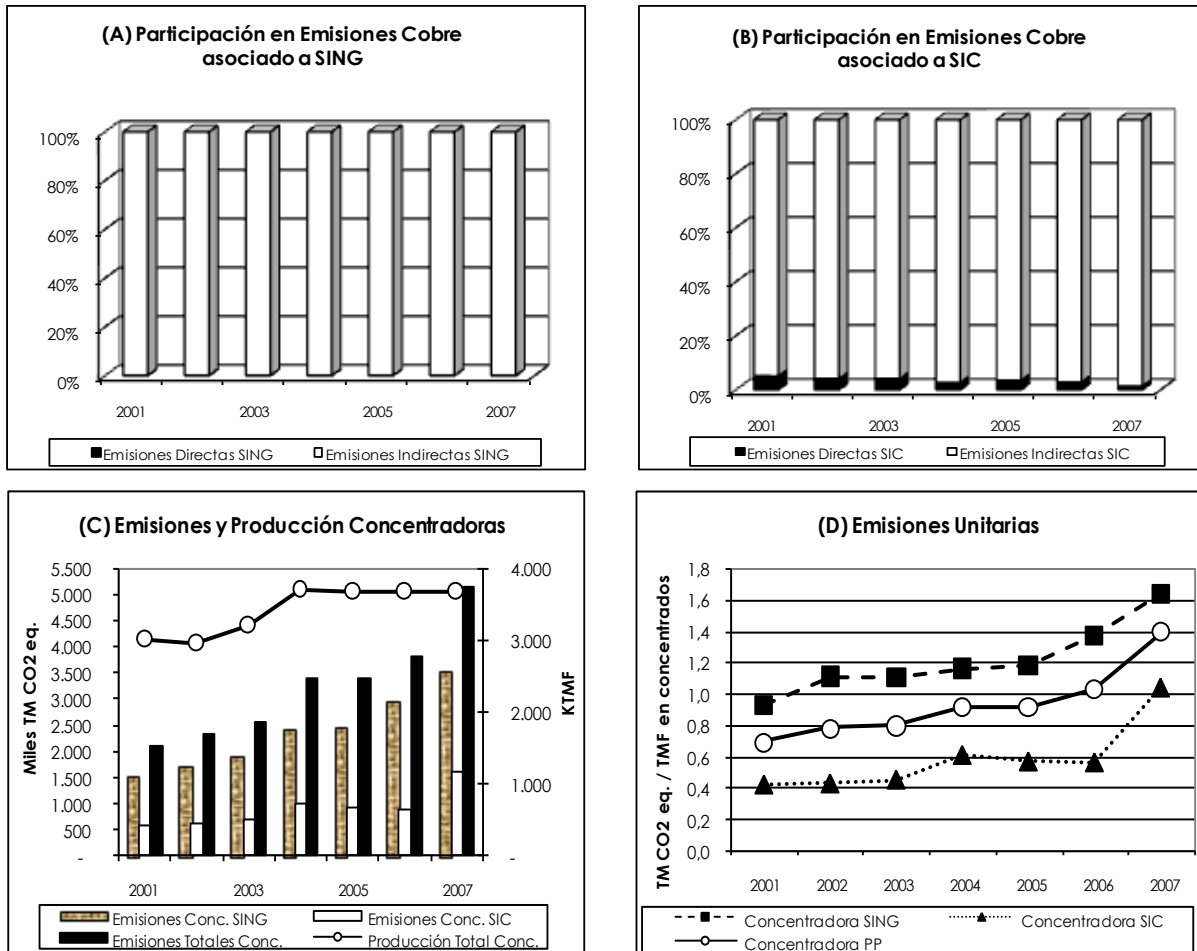 (A) Participación en Emisiones Cobre
asociado a SING
100%
80%
60%
40%
20%
0%
2001
2003
2005
2007
Emisiones Directas SING
Emisiones Indirectas SING
(B) Participación en Emisiones Cobre
asociado a SIC
100%
80%
60%
40%
20%
0%
2001
2003
2005
2007
Emisiones Directas SIC
Emisiones Indirectas SIC
(C) Emisiones y Producción Concentradoras
Miles TM CO2 eq.
5.500
5.000
4.500
4.000
3.500
3.000
2.500
2.000
1.500
1.000
500
-
KTMF
4.000
3.000
2.000
1.000
-
2001
2003
2005
2007
Emisiones Conc. SING
Emisiones Conc. SIC
Emisiones Totales Conc.
Producción Total Conc.
(D) Emisiones Unitarias
TM CO2 eq. / TMF en concentrados
1,8
1,6
1,4
1,2
1,0
0,8
0,6
0,4
0,2
0,0
2001
2002
2003
2004
2005
2006
2007
Concentradora SING
Concentradora SIC
Concentradora PP